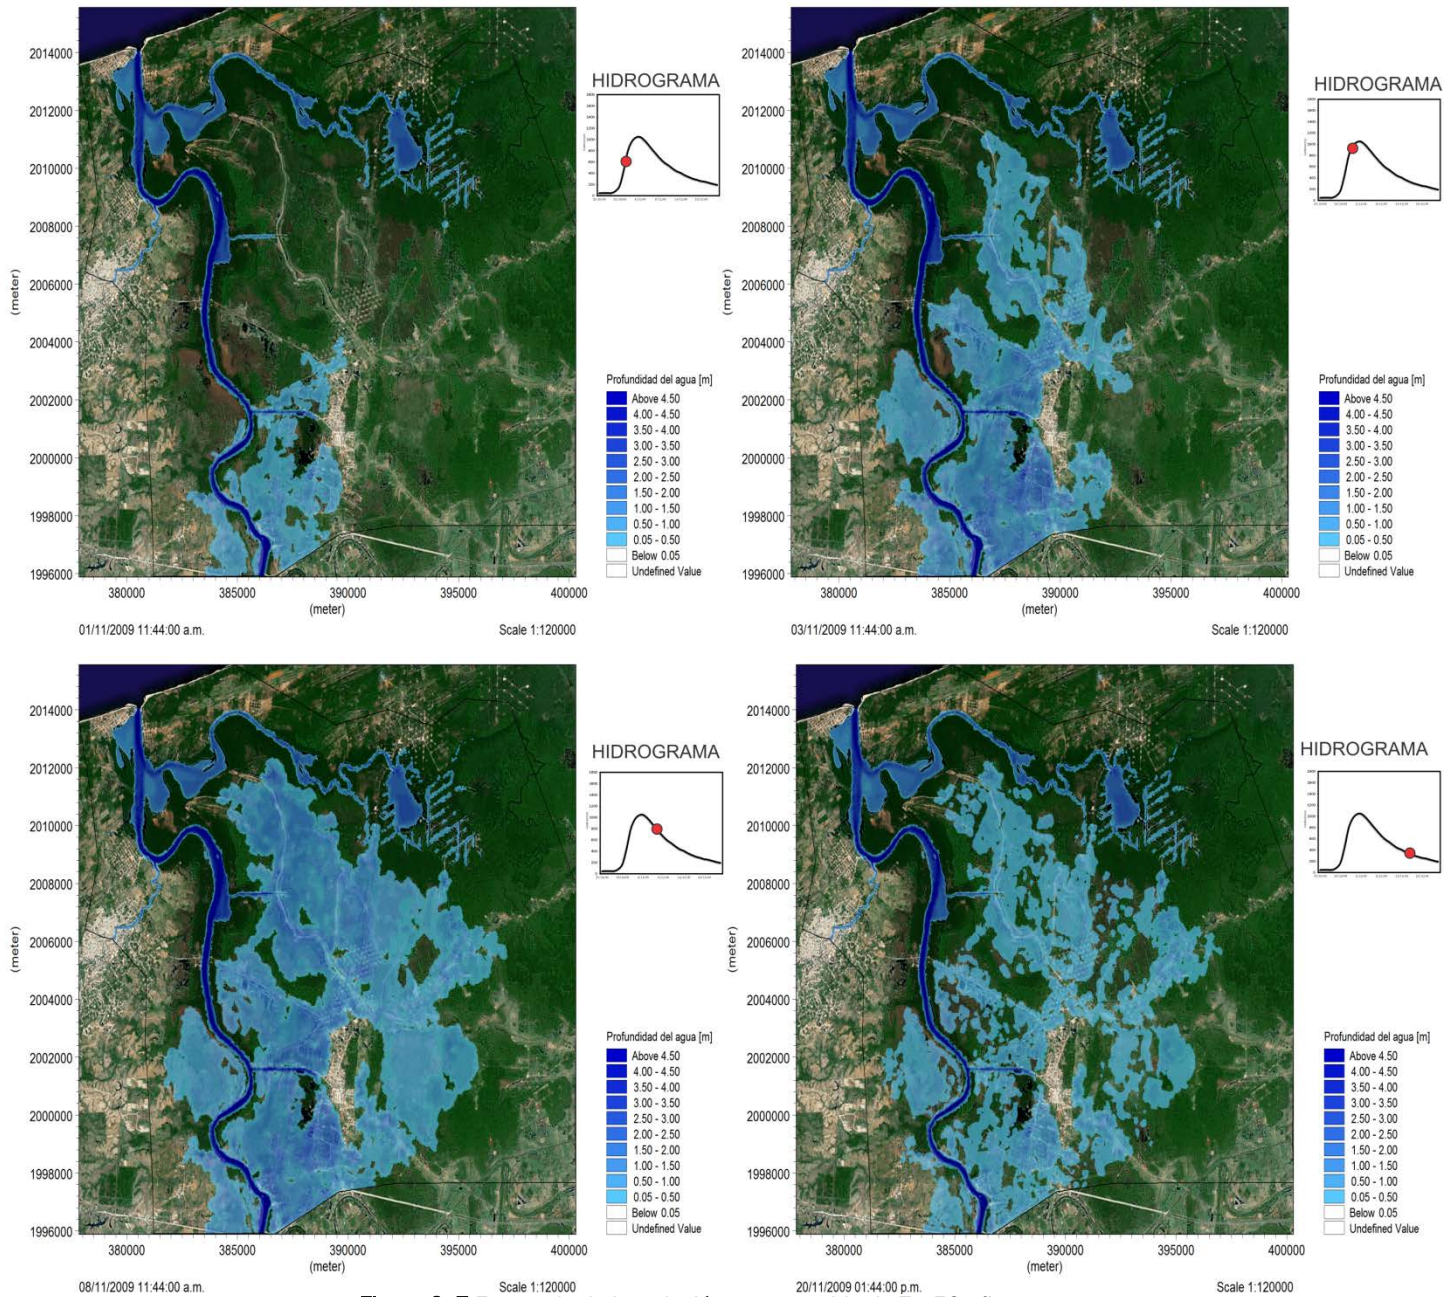 2014000
2012000
2010000
2008000
2006000
2004000
2002000
2000000
1998000
1996000
(meter)
380000 385000 390000 395000 400000
(meter)
01/11/2009 11:44:00 a.m. Scale 1:120000
HIDROGRAMA
Profundidad del agua [m]
Above 4.50
4.00 - 4.50
3.50 - 4.00
3.00 - 3.50
2.50 - 3.00
2.00 - 2.50
1.50 - 2.00
1.00 - 1.50
0.50 - 1.00
0.05 - 0.50
Below 0.05
Undefined Value
2014000
2012000
2010000
2008000
2006000
2004000
2002000
2000000
1998000
1996000
(meter)
380000 385000 390000 395000 400000
(meter)
03/11/2009 11:44:00 a.m. Scale 1:120000
HIDROGRAMA
Profundidad del agua [m]
Above 4.50
4.00 - 4.50
3.50 - 4.00
3.00 - 3.50
2.50 - 3.00
2.00 - 2.50
1.50 - 2.00
1.00 - 1.50
0.50 - 1.00
0.05 - 0.50
Below 0.05
Undefined Value
2014000
2012000
2010000
2008000
2006000
2004000
2002000
2000000
1998000
1996000
(meter)
380000 385000 390000 395000 400000
(meter)
08/11/2009 11:44:00 a.m. Scale 1:120000
HIDROGRAMA
Profundidad del agua [m]
Above 4.50
4.00 - 4.50
3.50 - 4.00
3.00 - 3.50
2.50 - 3.00
2.00 - 2.50
1.50 - 2.00
1.00 - 1.50
0.50 - 1.00
0.05 - 0.50
Below 0.05
Undefined Value
2014000
2012000
2010000
2008000
2006000
2004000
2002000
2000000
1998000
1996000
(meter)
380000 385000 390000 395000 400000
(meter)
20/11/2009 01:44:00 p.m. Scale 1:120000
HIDROGRAMA
Profundidad del agua [m]
Above 4.50
4.00 - 4.50
3.50 - 4.00
3.00 - 3.50
2.50 - 3.00
2.00 - 2.50
1.50 - 2.00
1.00 - 1.50
0.50 - 1.00
0.05 - 0.50
Below 0.05
Undefined Value